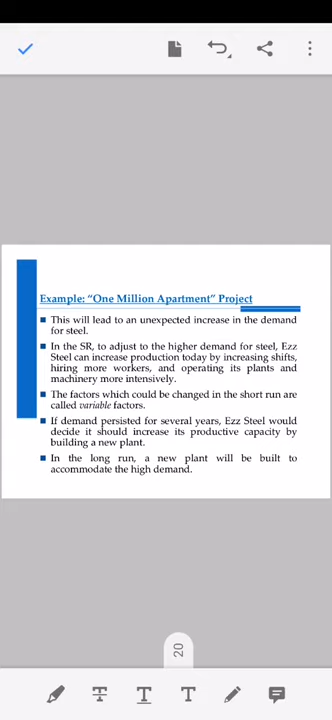 Example: “One Million Apartment” Project
This will lead to an unexpected increase in the demand
for steel.
In the SR, to adjust to the higher demand for steel, Ezz
Steel can increase production today by increasing shifts,
hiring more workers, and operating its plants and
machinery more intensively.
The factors which could be changed in the short run are
called variable factors.
If demand persisted for several years, Ezz Steel would
decide it should increase its productive capacity by
building a new plant.
In the long run, a new plant will be built to
accommodate the high demand.
20
T
T
T